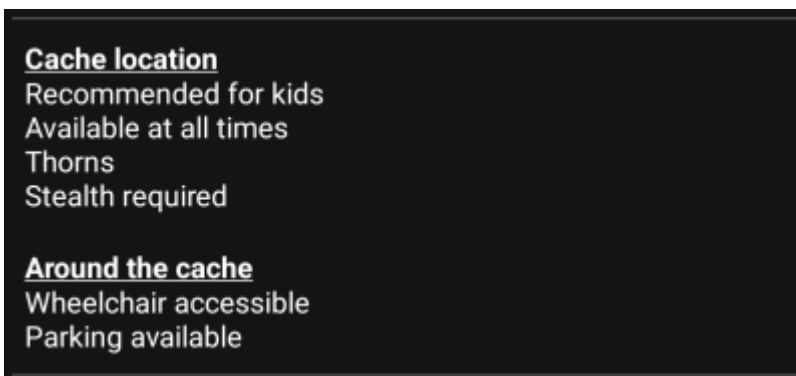 Cache location
Recommended for kids
Available at all times
Thorns
Stealth required
Around the cache
Wheelchair accessible
Parking available